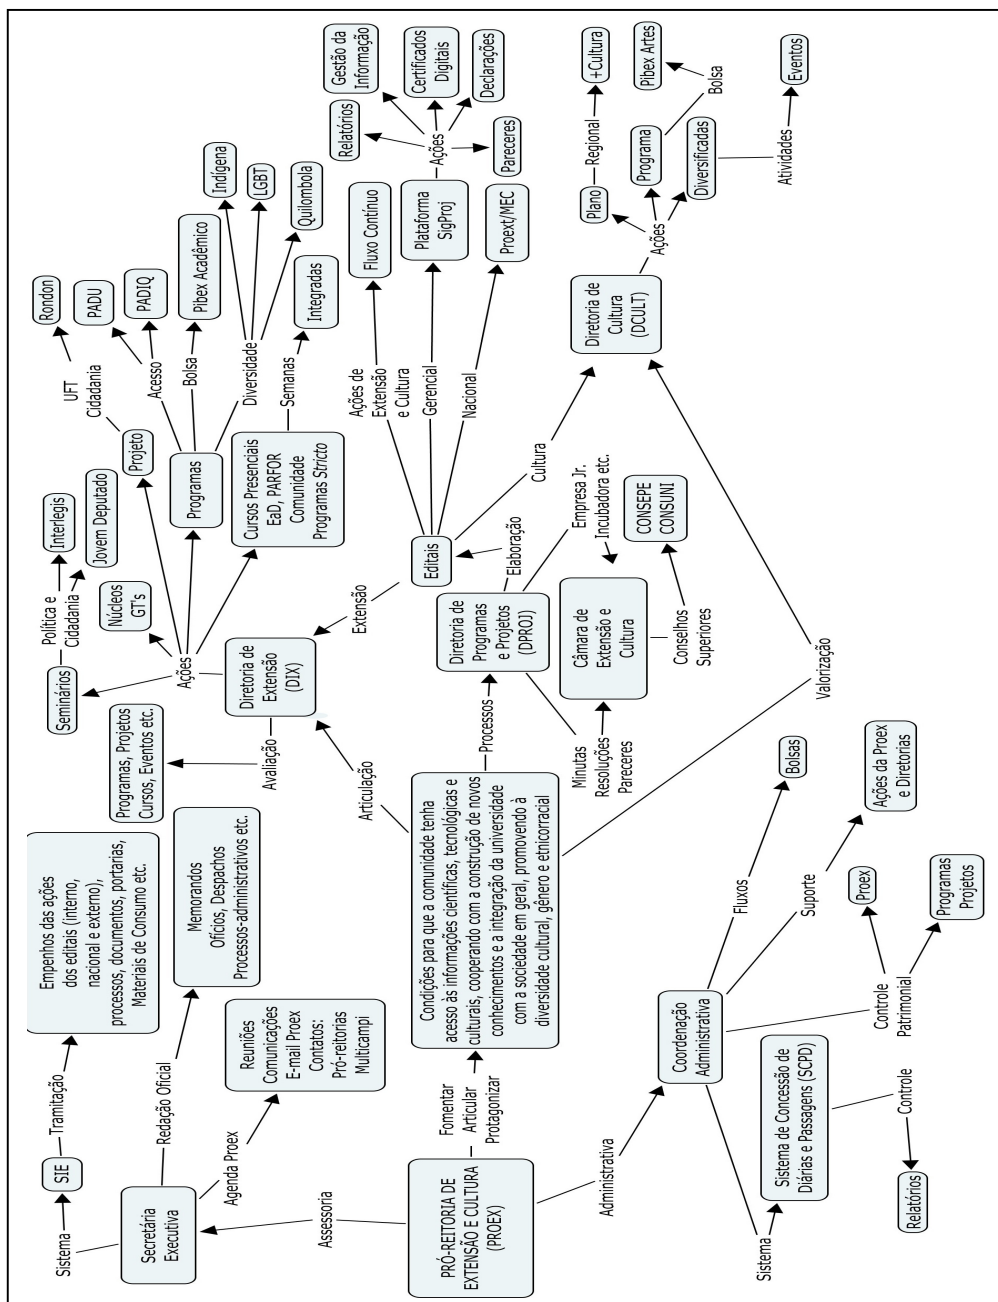 PRÓ-REITORIA DE
EXTENSÃO E CULTURA
(PROEX)
Assessoria
Secretária
Executiva
Sistema
SIE
Tramitação
Empenhos das ações
dos editais (interno,
nacional e externo),
processos, documentos, portarias,
Materiais de Consumo etc.
Redação Oficial
Memorandos
Ofícios, Despachos
Processos-administrativos etc.
Agenda Proex
Reuniões
Comunicações
E-mail Proex
Contatos:
Pró-reitorias
Multicampi
Fomentar
Articular
Protagonizar
Condições para que a comunidade tenha
acesso às informações científicas, tecnológicas e
culturais, cooperando com a construção de novos
conhecimentos e a integração da universidade
com a sociedade em geral, promovendo à
diversidade cultural, gênero e etnicorracial
Administrativa
Coordenação
Administrativa
Sistema
Sistema de Concessão de
Diárias e Passagens (SCPD)
Controle
Relatórios
Controle
Patrimonial
Proex
Programas
Projetos
Suporte
Ações da Proex
e Diretorias
Fluxos
Bolsas
Articulação
Diretoria de
Extensão
(DIX)
Avaliação
Programas, Projetos
Cursos, Eventos etc.
Ações
Seminários
Política e
Cidadania
Interlegis
Jovem Deputado
Núcleos
GT's
Projeto
UFT
Cidadania
Rondon
Programas
Acesso
PADU
PADIQ
Bolsa
Pibex Acadêmico
Diversidade
Indígena
LGBT
Quilombola
Cursos Presenciais
EaD, PARFOR
Comunidade
Programas Stricto
Semanas
Integradas
Processos
Diretoria de
Programas
e Projetos
(DPROJ)
Elaboração
Editais
Extensão
Ações de
Extensão
e Cultura
Fluxo Contínuo
Gerencial
Plataforma
SigProj
Ações
Relatórios
Gestão da
Informação
Certificados
Digitais
Declarações
Pareceres
Nacional
Proext/MEC
Cultura
Minutas
Resoluções
Pareceres
Câmara de
Extensão e
Cultura
Empresa Jr.
Incubadora etc.
Conselhos
Superiores
CONSEPE
CONSUNI
Valorização
Diretoria de
Cultura
(DCULT)
Ações
Plano
Regional
+Cultura
Programa
Bolsa
Pibex Artes
Diversificadas
Atividades
Eventos